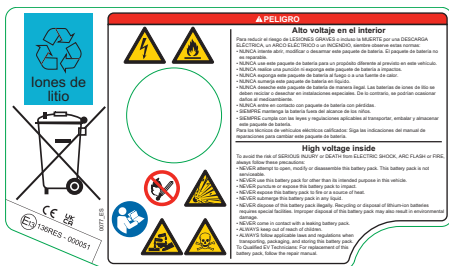 Iones de
litio
CE
UK
CA
E13 136RES - 000051
0077_ES
PELIGRO
Alto voltaje en el interior
Para reducir el riesgo de LESIONES GRAVES o incluso la MUERTE por una DESCARGA
ELÉCTRICA, un ARCO ELÉCTRICO o un INCENDIO, siempre observe estas normas:
• NUNCA intente abrir, modificar o desarmar este paquete de batería. El paquete de batería no
es reparable.
• NUNCA use este paquete de batería para un propósito diferente al previsto en este vehículo.
• NUNCA realice una punción ni exponga este paquete de batería a impactos.
• NUNCA exponga este paquete de batería al fuego o a una fuente de calor.
• NUNCA sumerja este paquete de batería en líquido.
• NUNCA deseche este paquete de batería de manera ilegal. Las baterías de iones de litio se
deben reciclar o desechar en instalaciones especiales. De lo contrario, se podrían ocasionar
daños al medioambiente.
• NUNCA entre en contacto con paquete de batería con pérdidas.
• SIEMPRE mantenga la batería fuera del alcance de los niños.
• SIEMPRE cumpla con las leyes y regulaciones aplicables al transportar, embalar y almacenar
este paquete de batería.
Para los técnicos de vehículos eléctricos calificados: Siga las indicaciones del manual de
reparaciones para cambiar este paquete de batería.
High voltage inside
To avoid the risk of SERIOUS INJURY or DEATH from ELECTRIC SHOCK, ARC FLASH or FIRE,
always follow these precautions:
• NEVER attempt to open, modify or disassemble this battery pack. This battery pack is not
servicable.
• NEVER use this battery pack for other than its intended purpose in this vehicle.
• NEVER puncture or expose this battery pack to impact.
• NEVER expose this battery pack to fire or a source of heat.
• NEVER submerge this battery pack in any liquid.
• NEVER dispose of this battery pack illegally. Recycling or disposal of lithium-ion batteries
requires special facilities. Improper disposal of this battery pack may also result in environmental
damage.
• NEVER come in contact with a leaking battery pack.
• ALWAYS keep out of reach of children.
• ALWAYS follow applicable laws and regulations when
transporting, packaging, and storing this battery pack.
To Qualified EV Technicians: For replacement of this
battery pack, follow the repair manual.